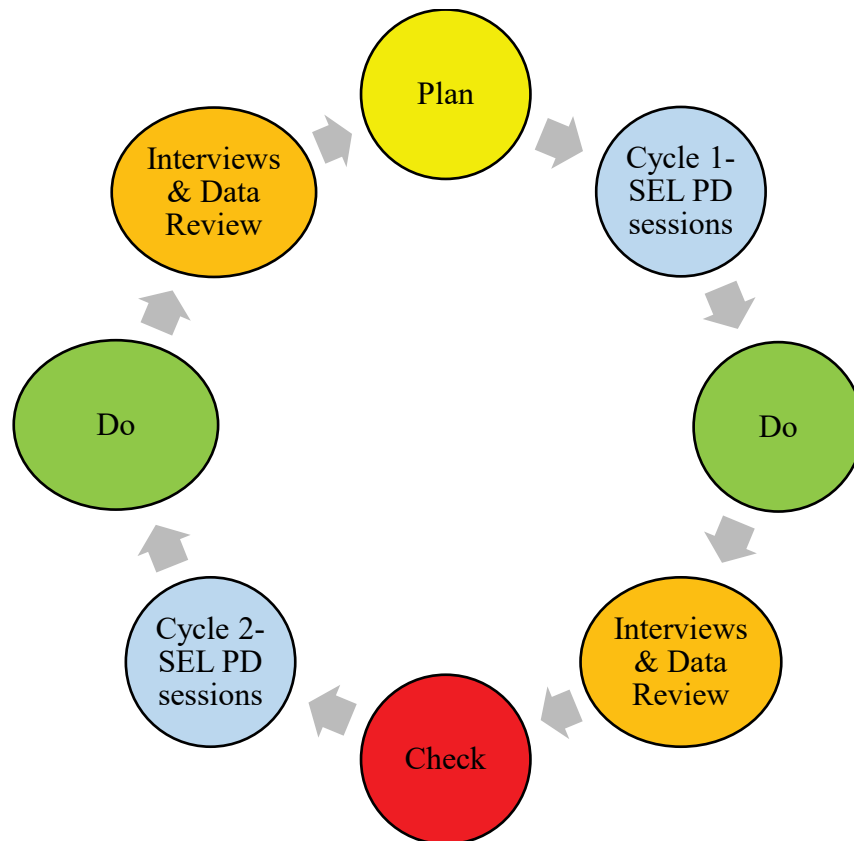 Plan
Cycle 1-
SEL PD
sessions
Do
Interviews
& Data
Review
Check
Cycle 2-
SEL PD
sessions
Do
Interviews
& Data
Review